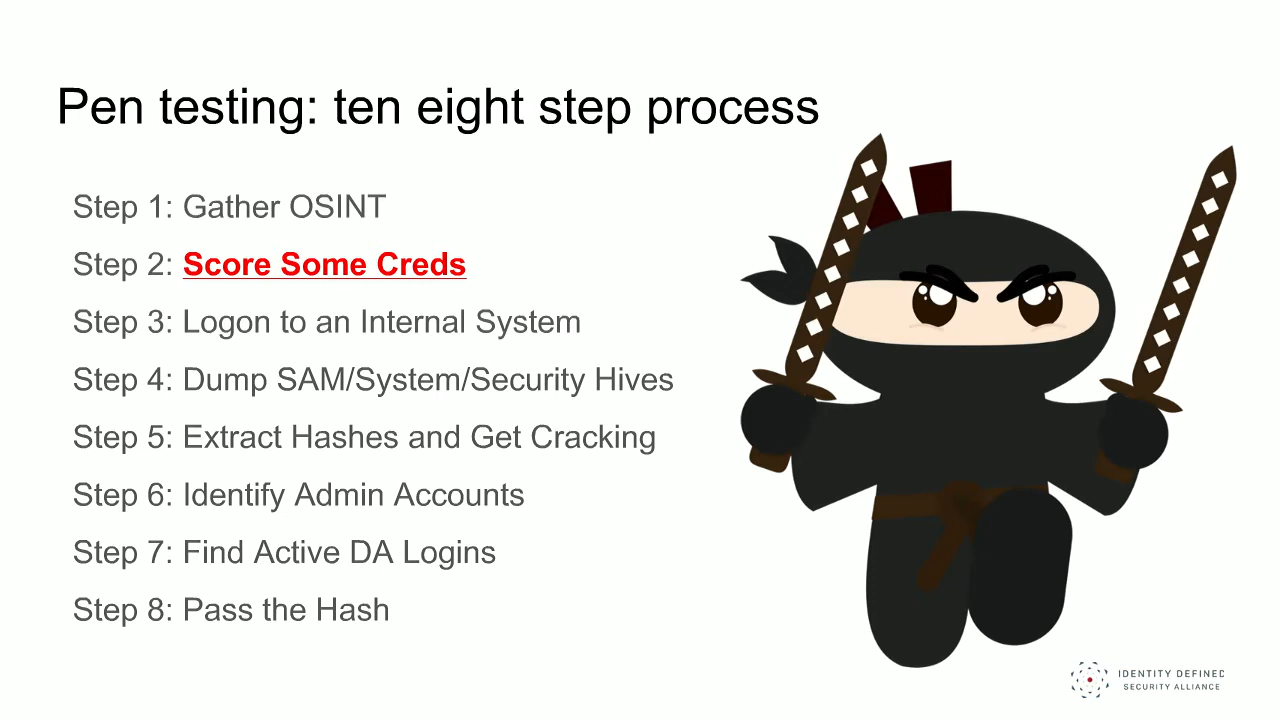 Pen testing: ten eight step process
Step 1: Gather OSINT
Step 2: Score Some Creds
Step 3: Logon to an Internal System
Step 4: Dump SAM/System/Security Hives
Step 5: Extract Hashes and Get Cracking
Step 6: Identify Admin Accounts
Step 7: Find Active DA Logins
Step 8: Pass the Hash
IDENTITY DEFINED
SECURITY ALLIANCE